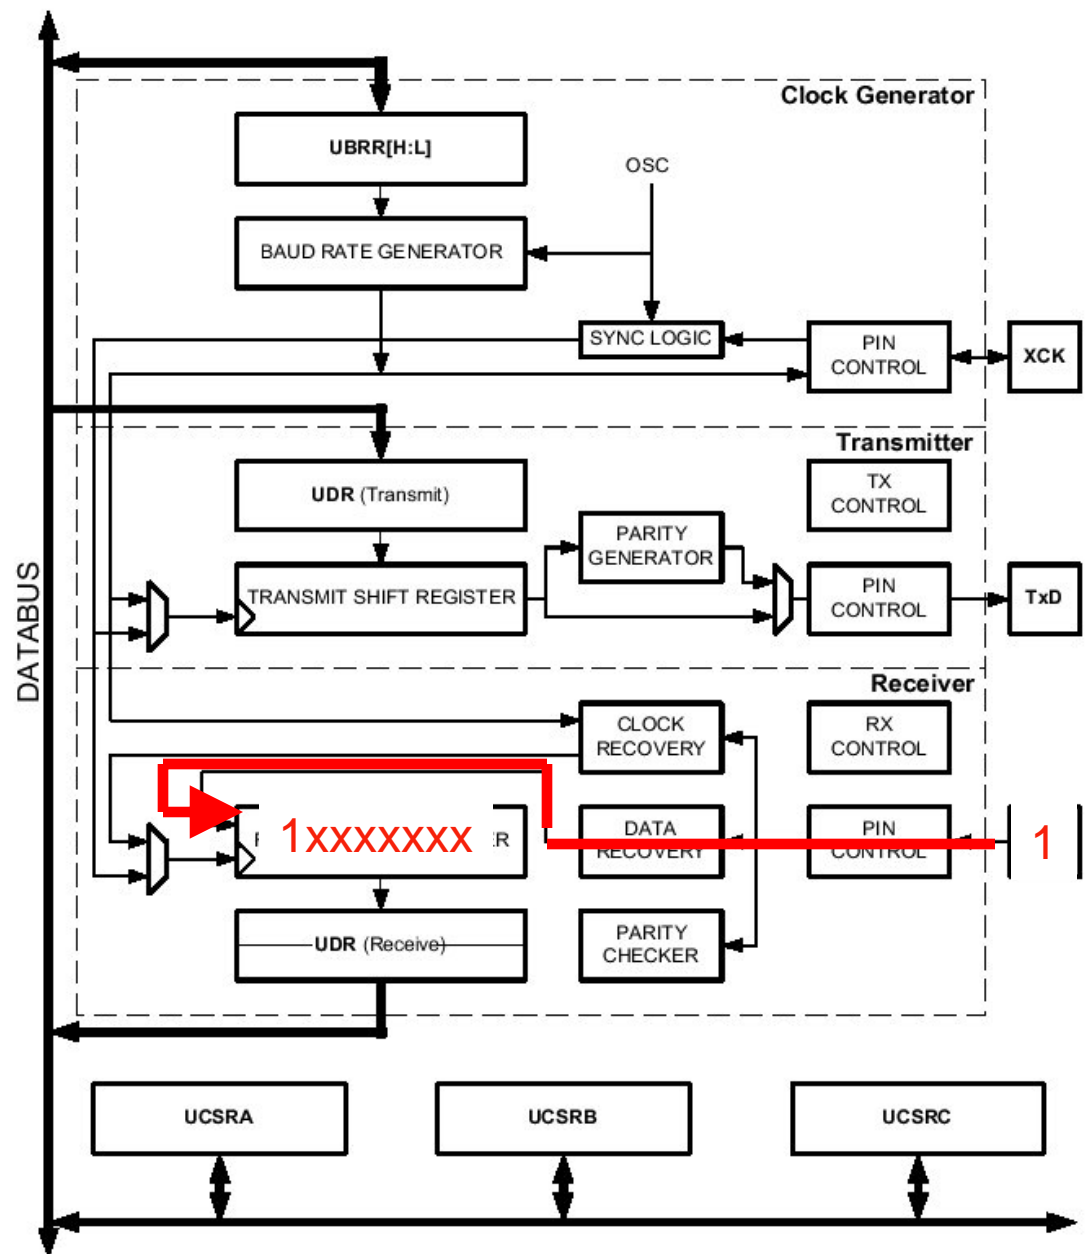 Clock Generator
UBRR[H:L]
OSC
BAUD RATE GENERATOR
SYNC LOGIC
PIN
CONTROL
XCK
Transmitter
UDR (Transmit)
TX
CONTROL
PARITY
GENERATOR
TRANSMIT SHIFT REGISTER
PIN
CONTROL
TxD
DATABUS
Receiver
CLOCK
RECOVERY
RX
CONTROL
1xxxxxxx
R
DATA
RECOVERY
PIN
CONTROL
1
UDR (Receive)
PARITY
CHECKER
UCSRA
UCSRB
UCSRC